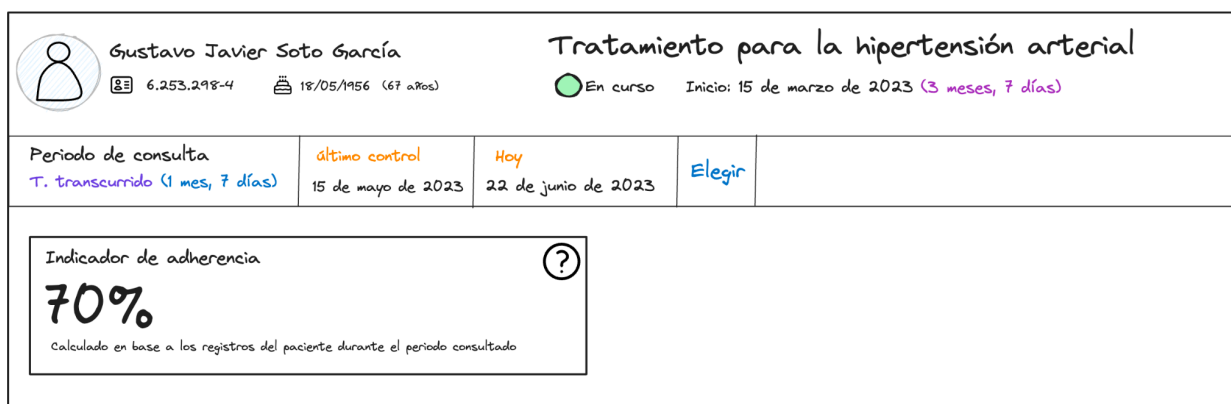 Gustavo Javier Soto García
6.253.298-4 18/05/1956 (67 años)
Tratamiento para la hipertensión arterial
En curso Inicio: 15 de marzo de 2023 (3 meses, 7 días)
Periodo de consulta
T. transcurrido (1 mes, 7 días)
último control
15 de mayo de 2023
Hoy
22 de junio de 2023
Elegir
Indicador de adherencia
?
70%
Calculado en base a los registros del paciente durante el periodo consultado